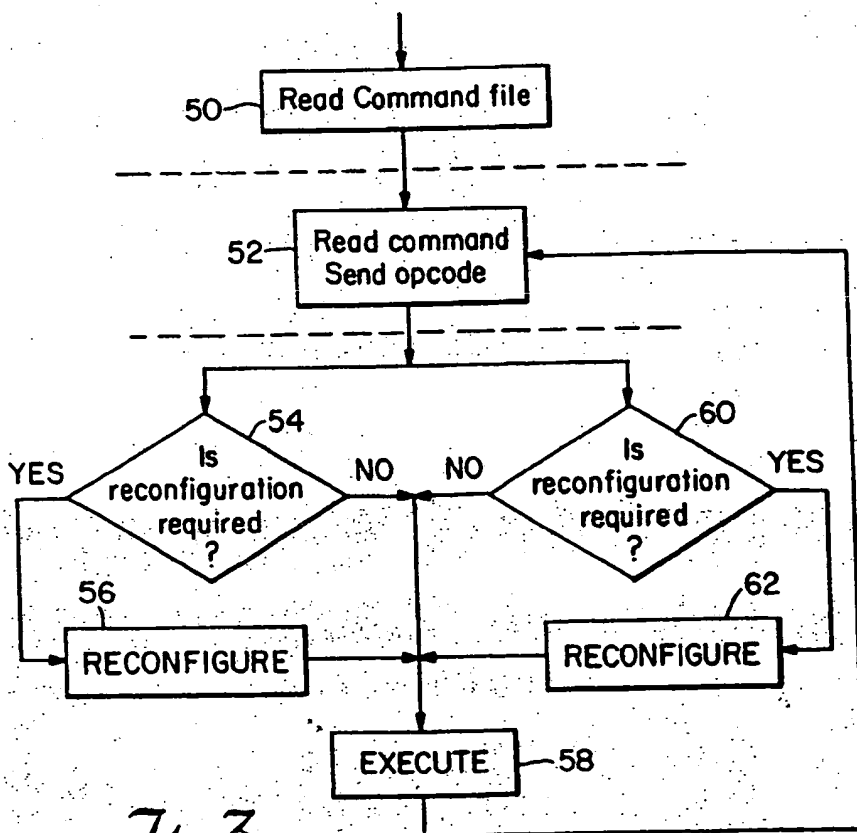 50
Read Command file
52
Read command
Send opcode
54
60
YES
Is
reconfiguration
required
?
NO
NO
Is
reconfiguration
required
?
YES
56
RECONFIGURE
62
RECONFIGURE
EXECUTE
58